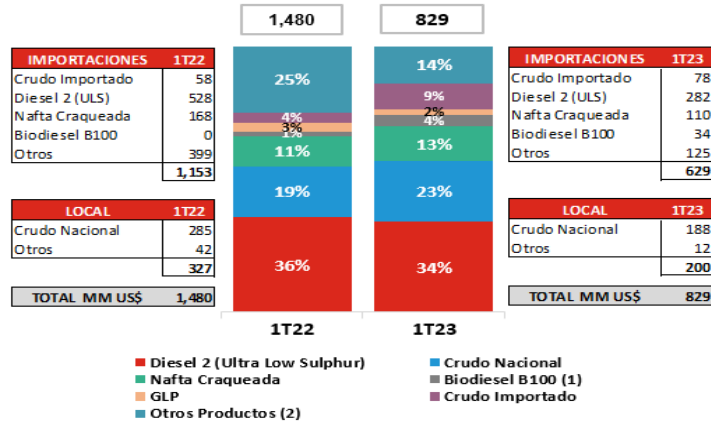 1,480
829
IMPORTACIONES 1T22
Crudo Importado 58
Diesel 2 (ULS) 528
Nafta Craqueada 168
Biodiesel B100 0
Otros 399
1,153
LOCAL 1T22
Crudo Nacional 285
Otros 42
327
TOTAL MM US$ 1,480
25%
4%
3%
1%
11%
19%
36%
1T22
14%
9%
2%
4%
13%
23%
34%
1T23
IMPORTACIONES 1T23
Crudo Importado 78
Diesel 2 (ULS) 282
Nafta Craqueada 110
Biodiesel B100 34
Otros 125
629
LOCAL 1T23
Crudo Nacional 188
Otros 12
200
TOTAL MM US$ 829
Diesel 2 (Ultra Low Sulphur)
Crudo Nacional
Nafta Craqueada
Biodiesel B100 (1)
GLP
Crudo Importado
Otros Productos (2)